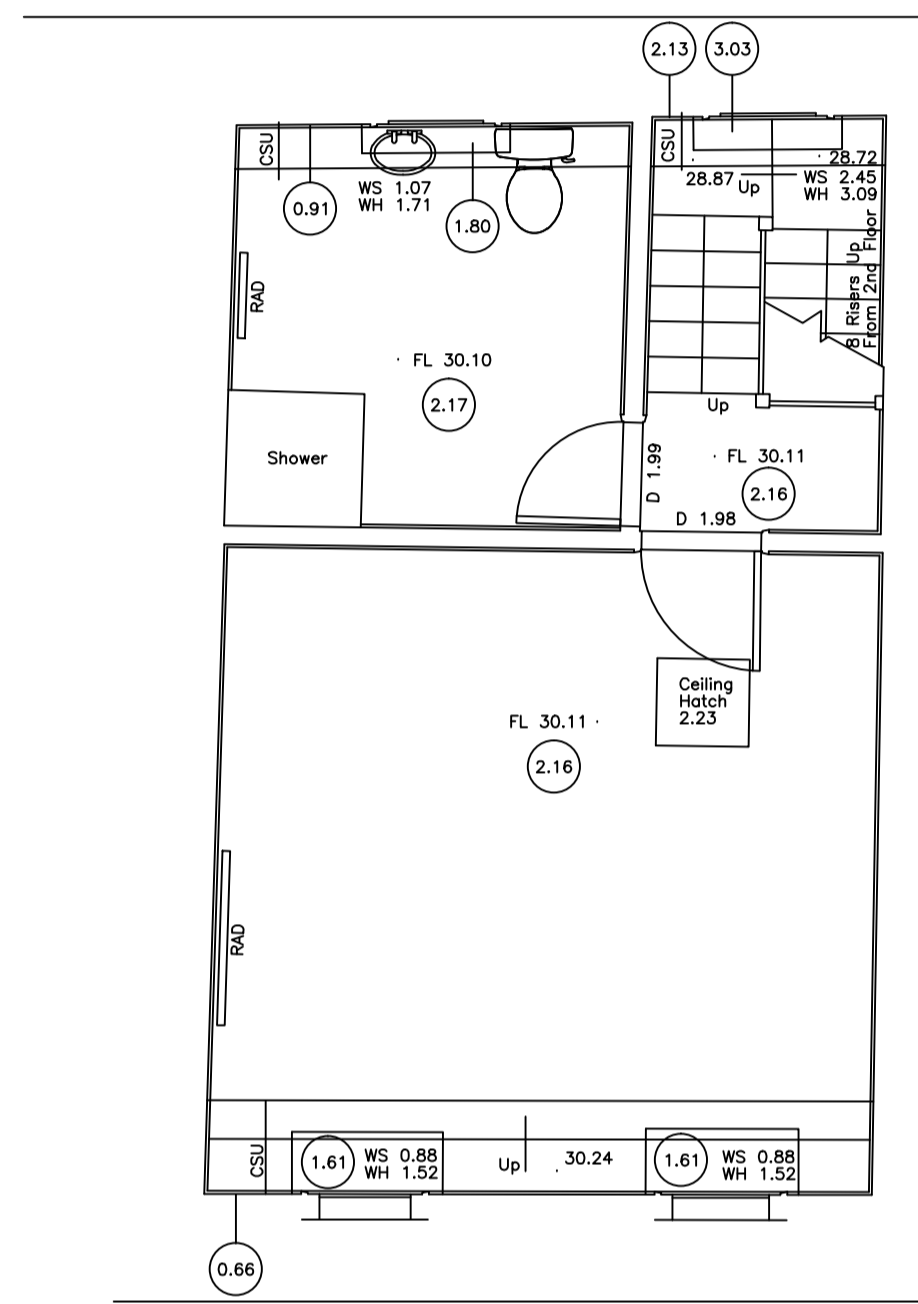 2.13
3.03
CSU
CSU
28.72
28.87
WS 2.45
Up
WH 3.09
WS 1.07
WH 1.71
0.91
1.80
8 Risers Up
From 2nd Floor
RAD
FL 30.10
2.17
Up
Shower
D 1.99
FL 30.11
2.16
D 1.98
Ceiling
Hatch
2.23
FL 30.11
2.16
RAD
CSU
1.61
WS 0.88
WH 1.52
Up
30.24
1.61
WS 0.88
WH 1.52
0.66